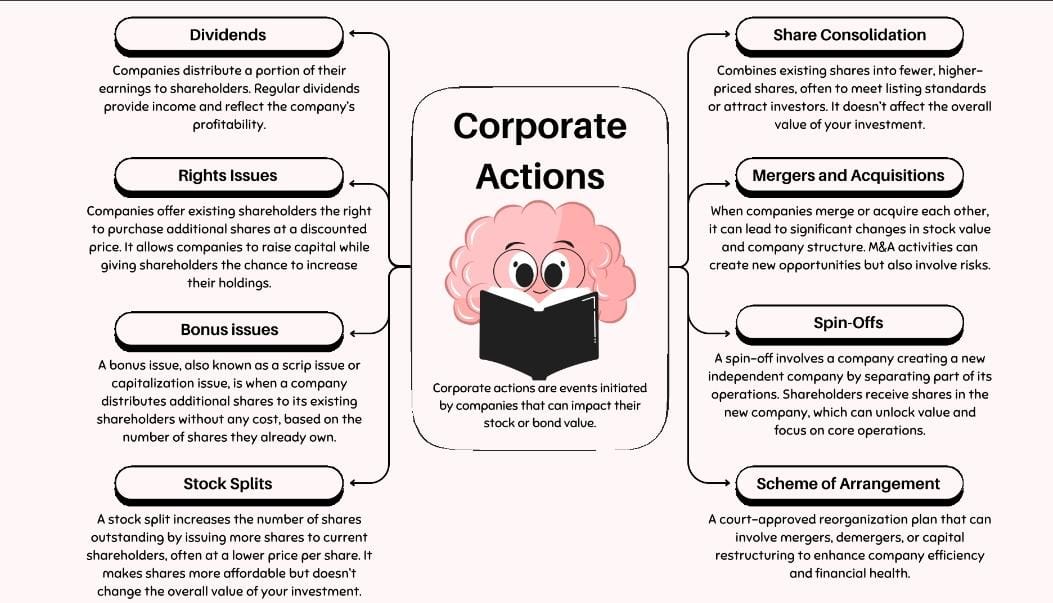 Dividends
Companies distribute a portion of their
earnings to shareholders. Regular dividends
provide income and reflect the company's
profitability.
Rights Issues
Companies offer existing shareholders the right
to purchase additional shares at a discounted
price. It allows companies to raise capital while
giving shareholders the chance to increase
their holdings.
Bonus issues
A bonus issue, also known as a scrip issue or
capitalization issue, is when a company
distributes additional shares to its existing
shareholders without any cost, based on the
number of shares they already own.
Stock Splits
A stock split increases the number of shares
outstanding by issuing more shares to current
shareholders, often at a lower price per share. It
makes shares more affordable but doesn't
change the overall value of your investment.
Corporate
Actions
Corporate actions are events initiated
by companies that can impact their
stock or bond value.
Share Consolidation
Combines existing shares into fewer, higher-
priced shares, often to meet listing standards
or attract investors. It doesn't affect the overall
value of your investment.
Mergers and Acquisitions
When companies merge or acquire each other,
it can lead to significant changes in stock value
and company structure. M&A activities can
create new opportunities but also involve risks.
Spin-Offs
A spin-off involves a company creating a new
independent company by separating part of its
operations. Shareholders receive shares in the
new company, which can unlock value and
focus on core operations.
Scheme of Arrangement
A court-approved reorganization plan that can
involve mergers, demergers, or capital
restructuring to enhance company efficiency
and financial health.